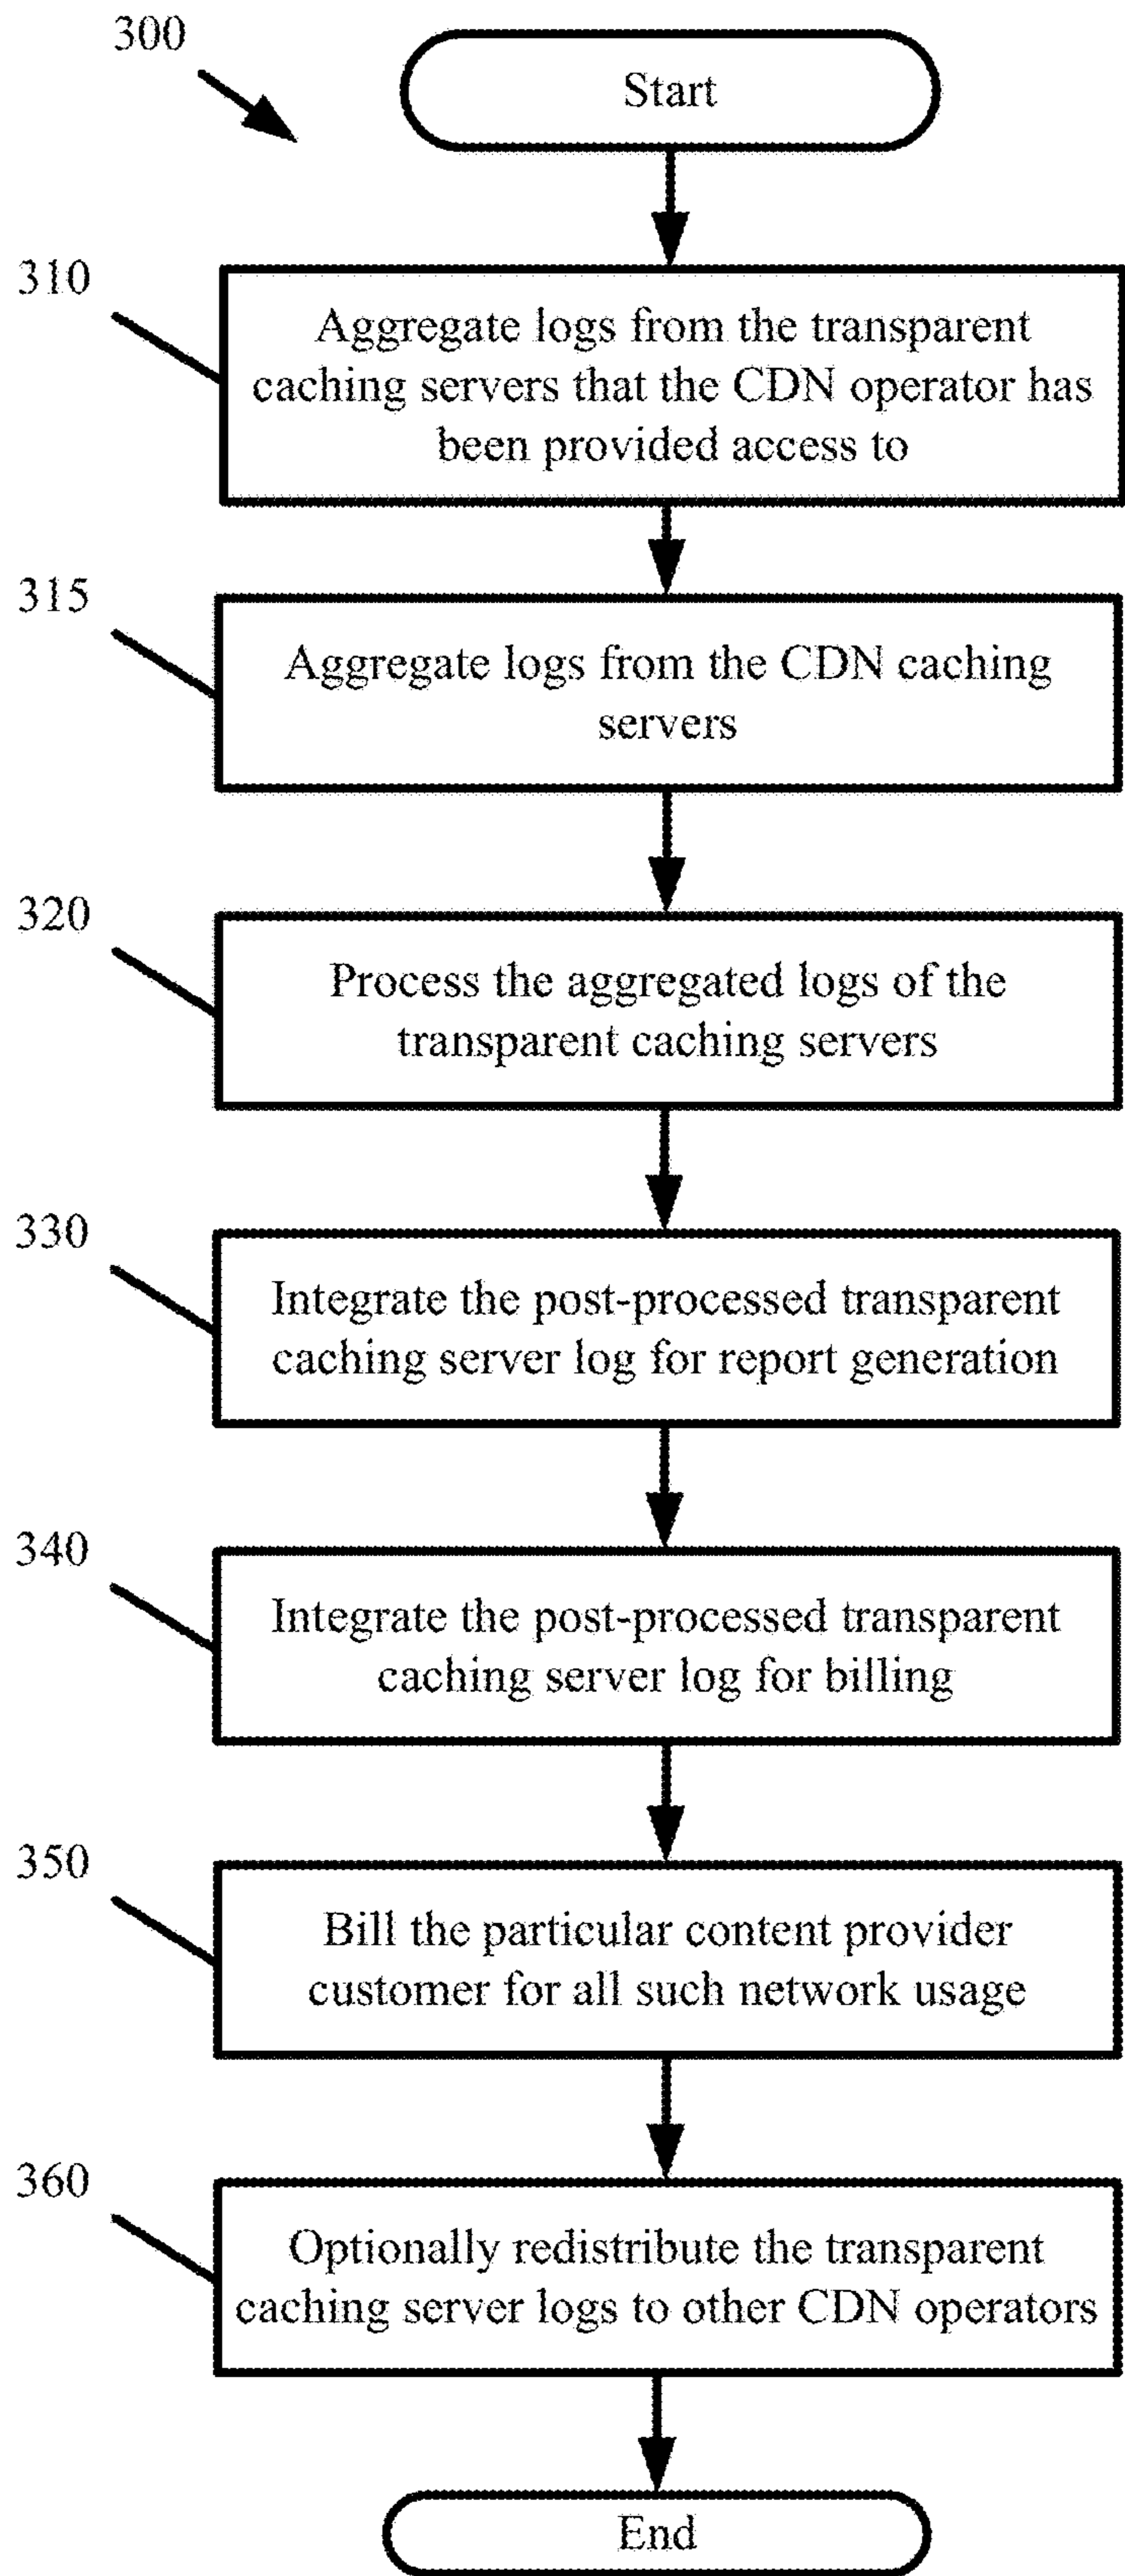 300
Start
310
Aggregate logs from the transparent
caching servers that the CDN operator has
been provided access to
315
Aggregate logs from the CDN caching
servers
320
Process the aggregated logs of the
transparent caching servers
330
Integrate the post-processed transparent
caching server log for report generation
340
Integrate the post-processed transparent
caching server log for billing
350
Bill the particular content provider
customer for all such network usage
360
Optionally redistribute the transparent
caching server logs to other CDN operators
End